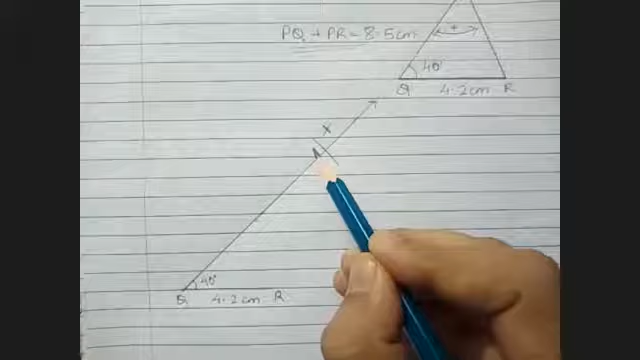 PQ + PR = 8.5cm
+
40°
Q 4.2cm R
X
A
40°
Q 4.2cm R